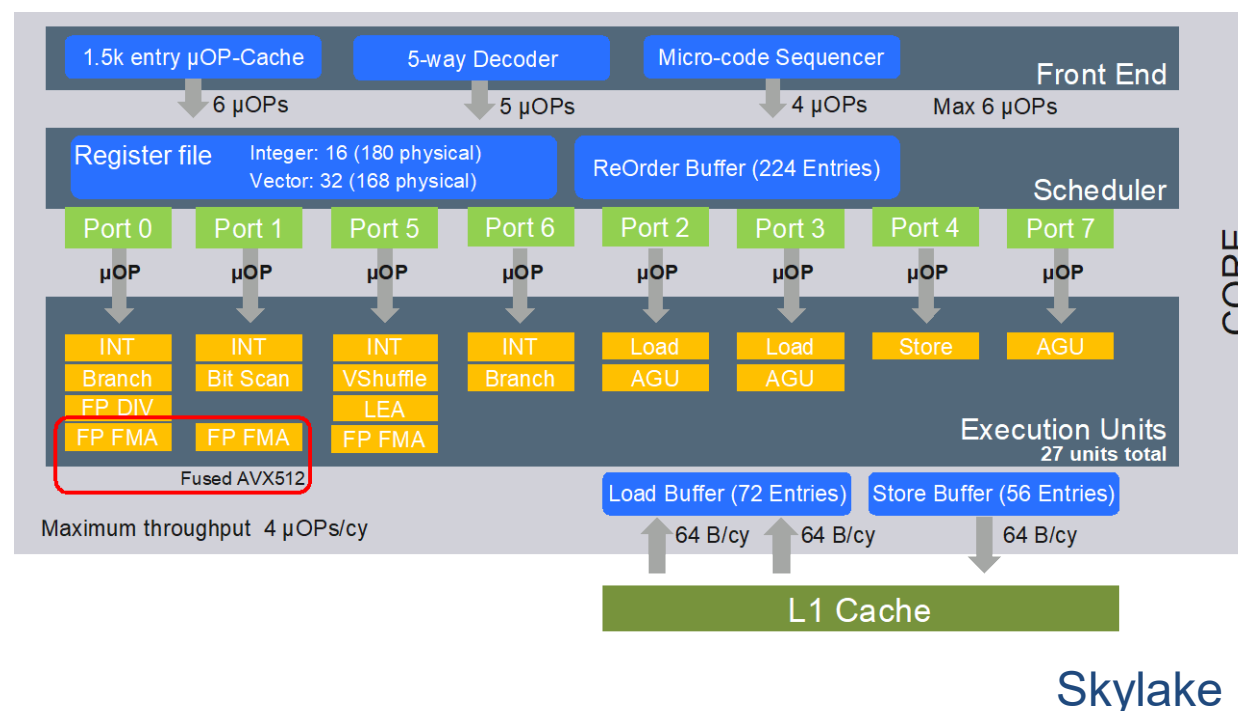 1.5k entry µOP-Cache
5-way Decoder
Micro-code Sequencer
Front End
6 µOPs
5 µOPs
4 µOPs
Max 6 µOPs
Register file
Integer: 16 (180 physical)
Vector: 32 (168 physical)
ReOrder Buffer (224 Entries)
Scheduler
Port 0
Port 1
Port 5
Port 6
Port 2
Port 3
Port 4
Port 7
µOP
µOP
µOP
µOP
µOP
µOP
µOP
µOP
INT
INT
INT
INT
Load
Load
Store
AGU
Branch
Bit Scan
VShuffle
Branch
AGU
AGU
FP DIV
LEA
FP FMA
FP FMA
FP FMA
Execution Units
27 units total
Fused AVX512
Load Buffer (72 Entries)
Store Buffer (56 Entries)
Maximum throughput 4 µOPs/cy
64 B/cy
64 B/cy
64 B/cy
L1 Cache
CORE
Skylake